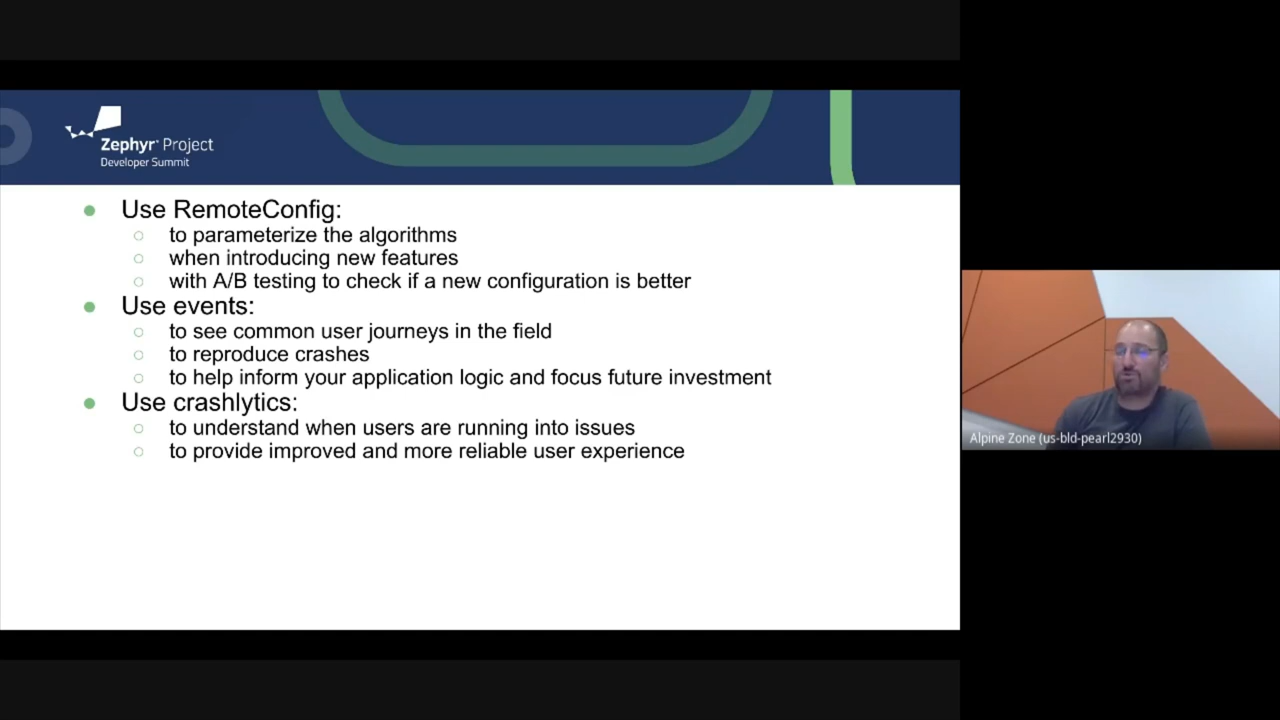 Zephyr® Project
Developer Summit
● Use RemoteConfig:
○ to parameterize the algorithms
○ when introducing new features
○ with A/B testing to check if a new configuration is better
● Use events:
○ to see common user journeys in the field
○ to reproduce crashes
○ to help inform your application logic and focus future investment
● Use crashlytics:
○ to understand when users are running into issues
○ to provide improved and more reliable user experience
Alpine Zone (us-bld-pearl2930)